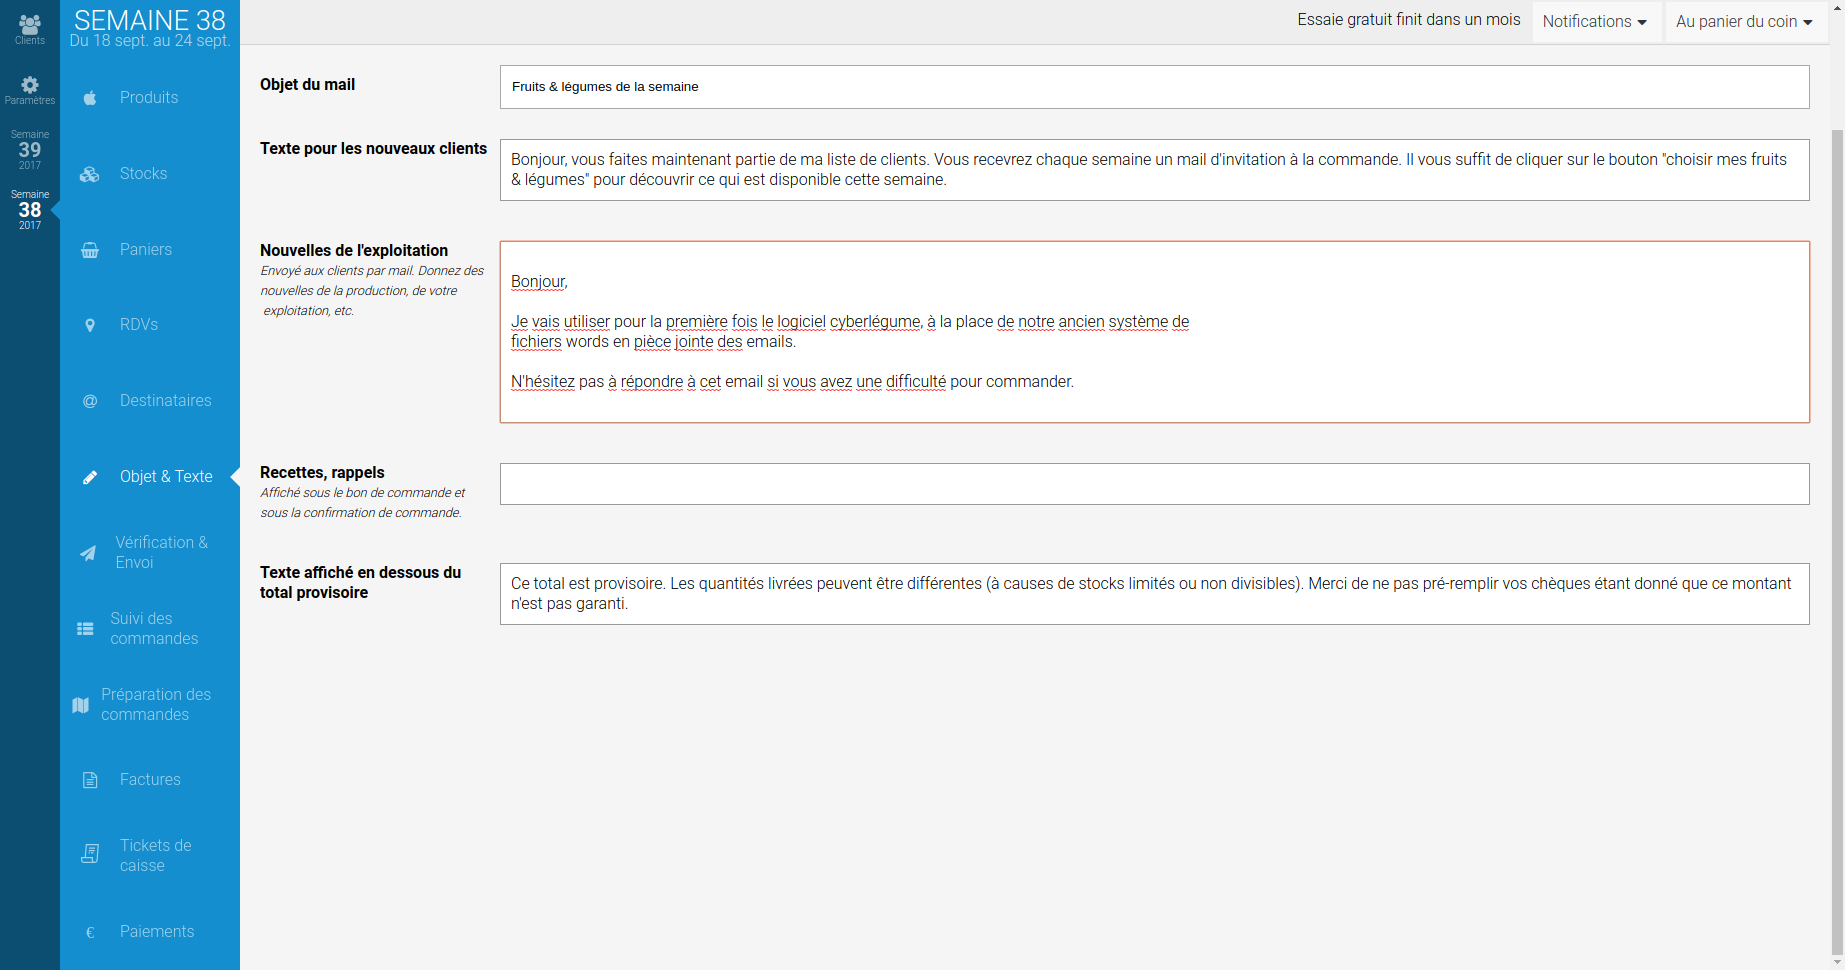 Clients
Paramètres
Semaine
39
2017
Semaine
38
2017
SEMAINE 38
Du 18 sept. au 24 sept.
Produits
Stocks
Paniers
RDVs
Destinataires
Objet & Texte
Vérification &
Envoi
Suivi des
commandes
Préparation des
commandes
Factures
Tickets de
caisse
Paiements
Essaie gratuit finit dans un mois
Notifications
Au panier du coin
Objet du mail
Fruits & légumes de la semaine
Texte pour les nouveaux clients
Bonjour, vous faites maintenant partie de ma liste de clients. Vous recevrez chaque semaine un mail d'invitation à la commande. Il vous suffit de cliquer sur le bouton "choisir mes fruits
& légumes" pour découvrir ce qui est disponible cette semaine.
Nouvelles de l'exploitation
Envoyé aux clients par mail. Donnez des
nouvelles de la production, de votre
exploitation, etc.
Bonjour,
Je vais utiliser pour la première fois le logiciel cyberlégume, à la place de notre ancien système de
fichiers words en pièce jointe des emails.
N'hésitez pas à répondre à cet email si vous avez une difficulté pour commander.
Recettes, rappels
Affiché sous le bon de commande et
sous la confirmation de commande.
Texte affiché en dessous du
total provisoire
Ce total est provisoire. Les quantités livrées peuvent être différentes (à causes de stocks limités ou non divisibles). Merci de ne pas pré-remplir vos chèques étant donné que ce montant
n'est pas garanti.